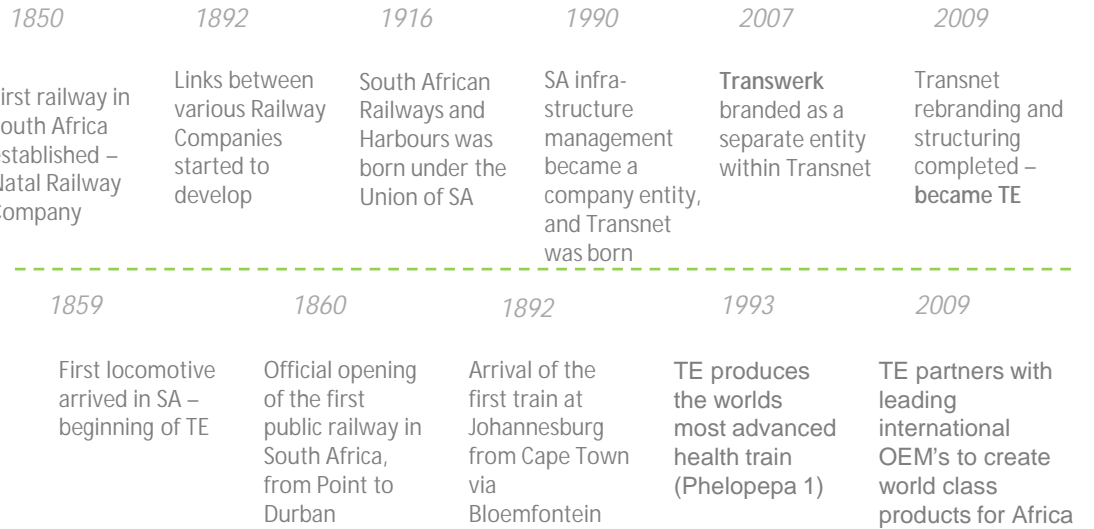 1850
1892
1916
1990
2007
2009
irst railway in
outh Africa
established –
Natal Railway
Company
Links between
various Railway
Companies
started to
develop
South African
Railways and
Harbours was
born under the
Union of SA
SA infra-
structure
management
became a
company entity,
and Transnet
was born
Transwerk
branded as a
separate entity
within Transnet
Transnet
rebranding and
structuring
completed –
became TE
1859
1860
1892
1993
2009
First locomotive
arrived in SA –
beginning of TE
Official opening
of the first
public railway in
South Africa,
from Point to
Durban
Arrival of the
first train at
Johannesburg
from Cape Town
via
Bloemfontein
TE produces
the worlds
most advanced
health train
(Phelopepa 1)
TE partners with
leading
international
OEM's to create
world class
products for Africa